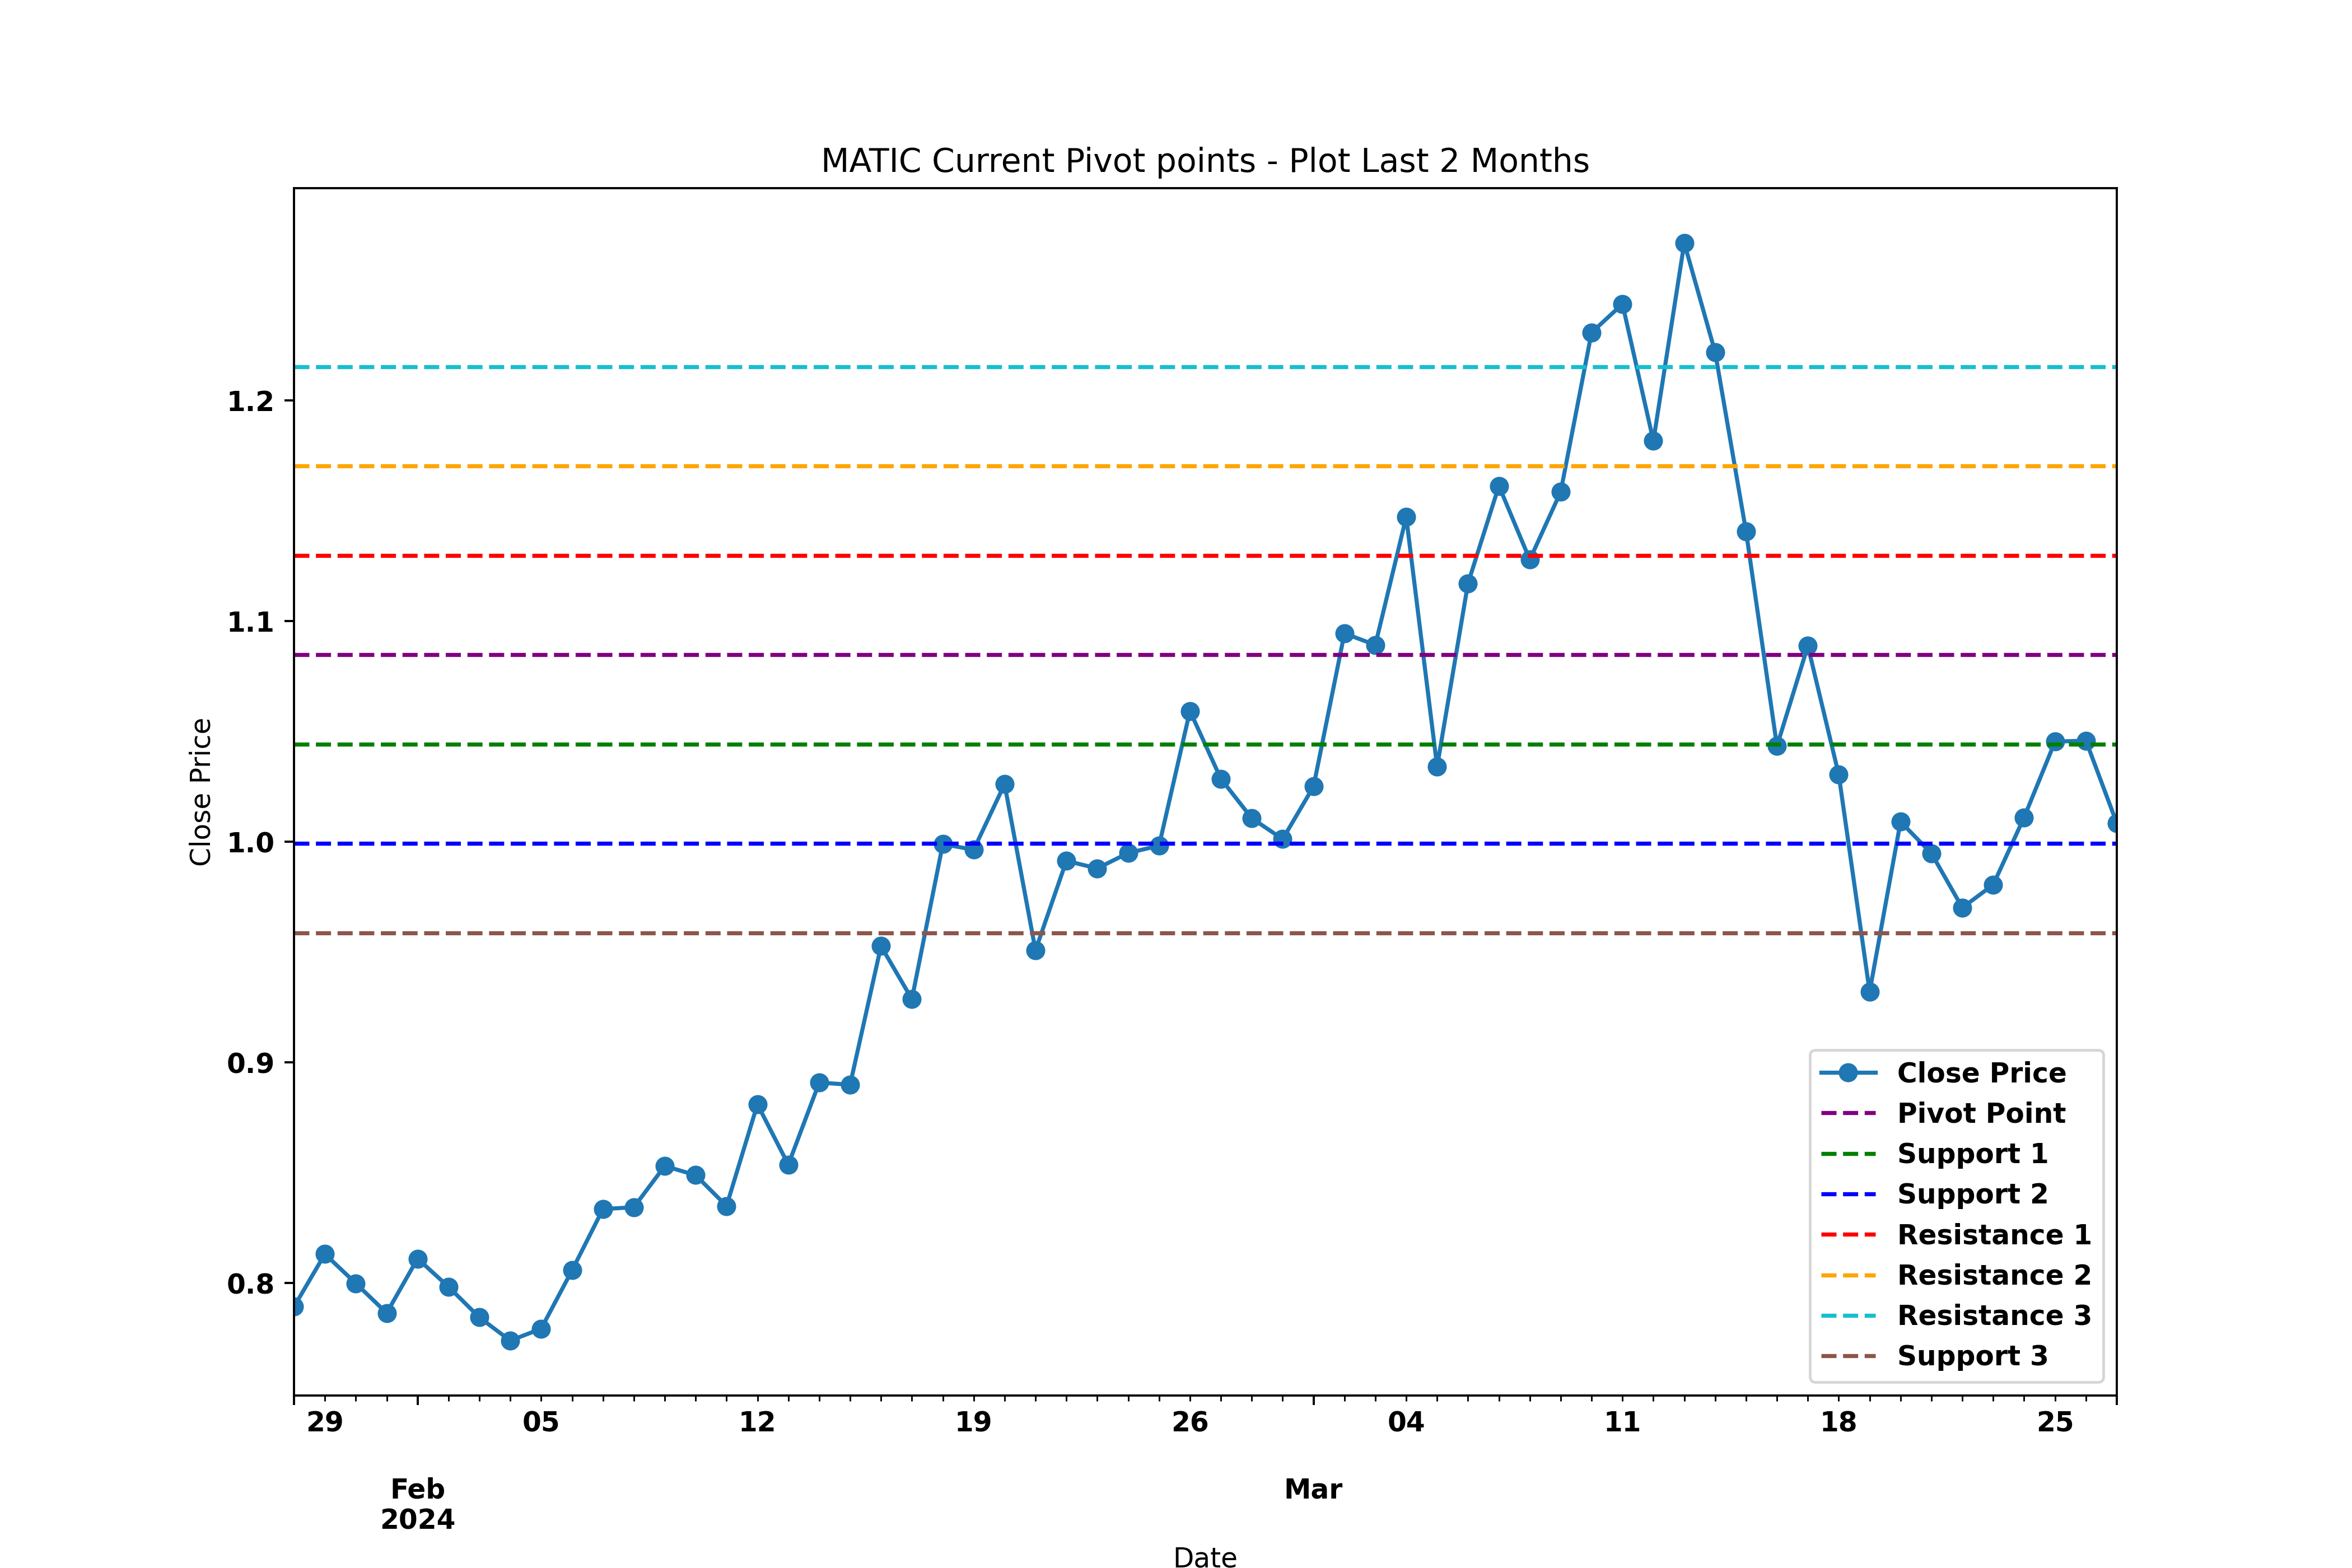 MATIC Current Pivot points - Plot Last 2 Months
Close Price
1.2
1.1
1.0
0.9
0.8
Close Price
Pivot Point
Support 1
Support 2
Resistance 1
Resistance 2
Resistance 3
Support 3
29 05 12 19 26 04 11 18 25
Feb Mar
2024
Date